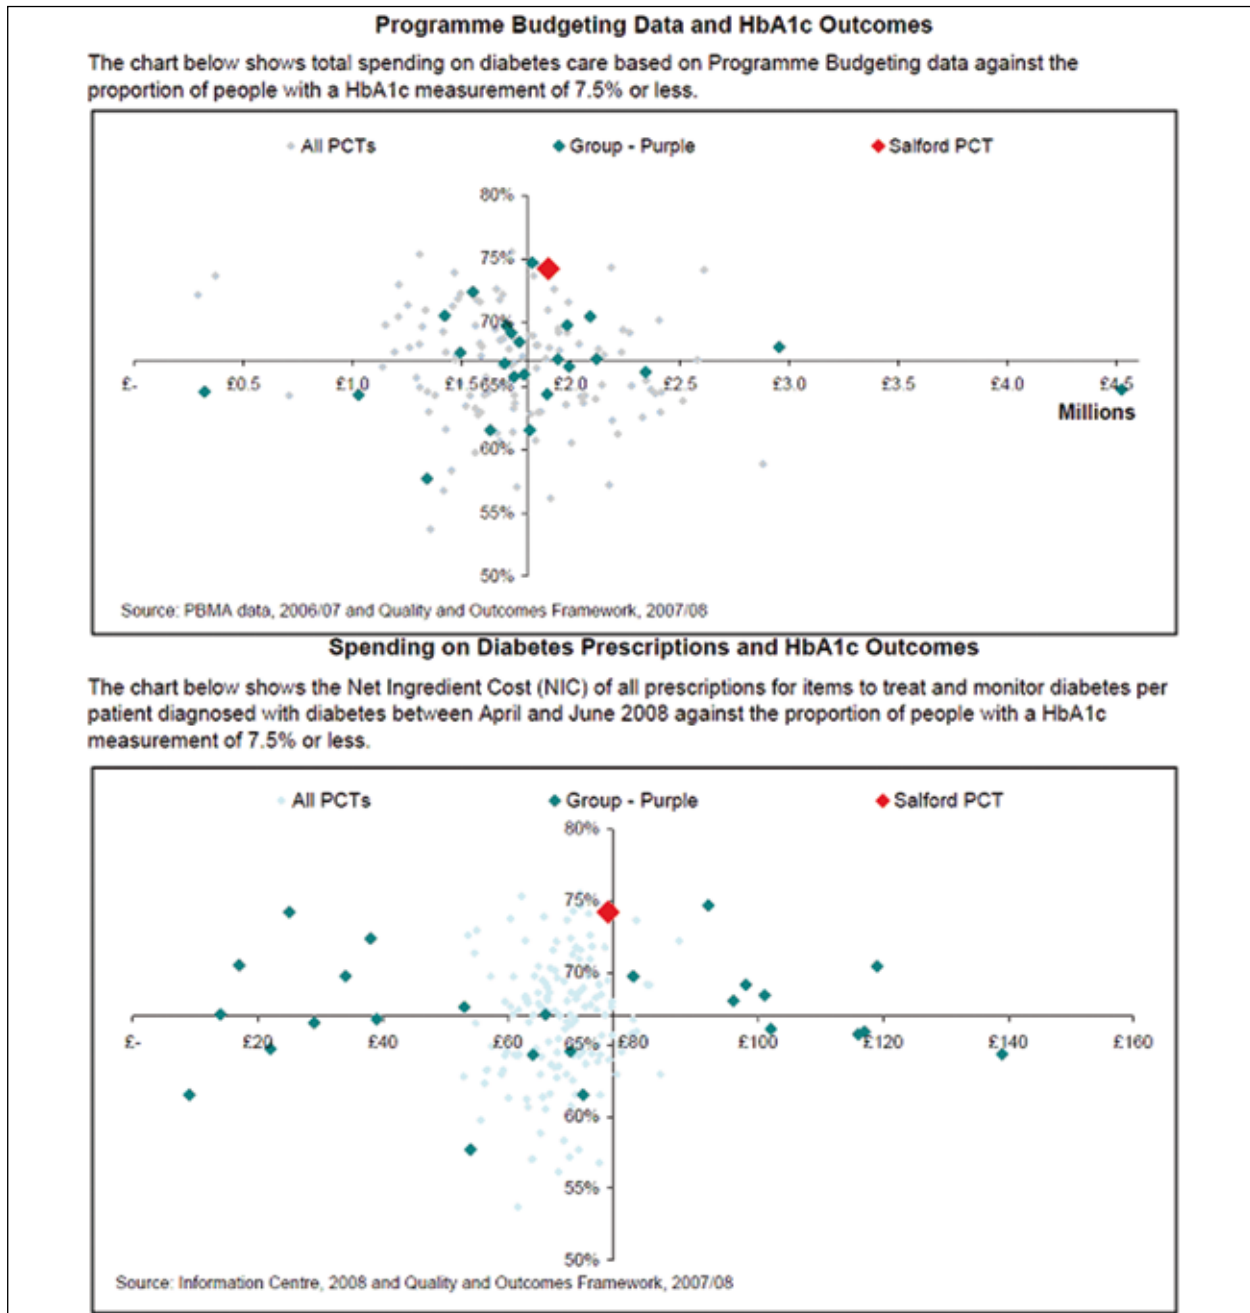 Programme Budgeting Data and HbA1c Outcomes
The chart below shows total spending on diabetes care based on Programme Budgeting data against the
proportion of people with a HbA1c measurement of 7.5% or less.
All PCTs Group - Purple Salford PCT
80%
75%
70%
£- £0.5 £1.0 £1.5 65% £2.0 £2.5 £3.0 £3.5 £4.0 £4.5
Millions
60%
55%
50%
Source: PBMA data, 2006/07 and Quality and Outcomes Framework, 2007/08
Spending on Diabetes Prescriptions and HbA1c Outcomes
The chart below shows the Net Ingredient Cost (NIC) of all prescriptions for items to treat and monitor diabetes per
patient diagnosed with diabetes between April and June 2008 against the proportion of people with a HbA1c
measurement of 7.5% or less.
All PCTs Group - Purple Salford PCT
80%
75%
70%
£- £20 £40 £60 65% £80 £100 £120 £140 £160
60%
55%
50%
Source: Information Centre, 2008 and Quality and Outcomes Framework, 2007/08